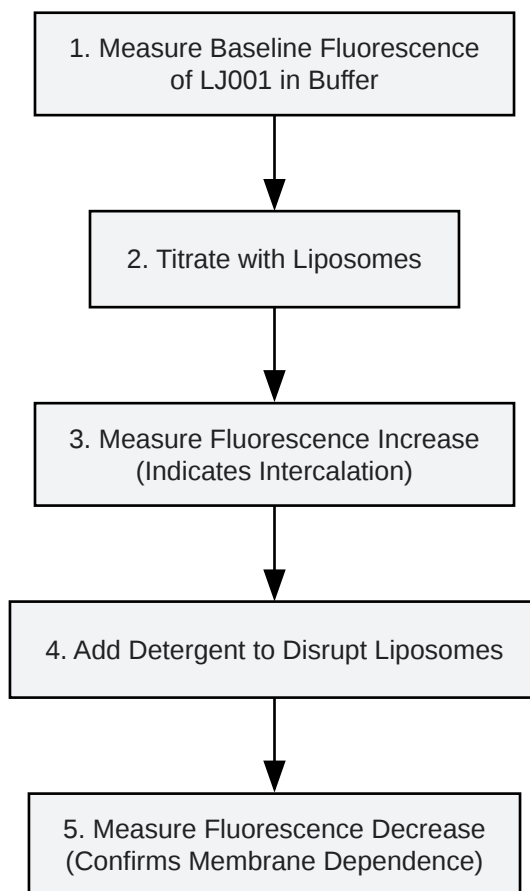 1. Measure Baseline Fluorescence
of LJ001 in Buffer
2. Titrate with Liposomes
3. Measure Fluorescence Increase
(Indicates Intercalation)
4. Add Detergent to Disrupt Liposomes
5. Measure Fluorescence Decrease
(Confirms Membrane Dependence)